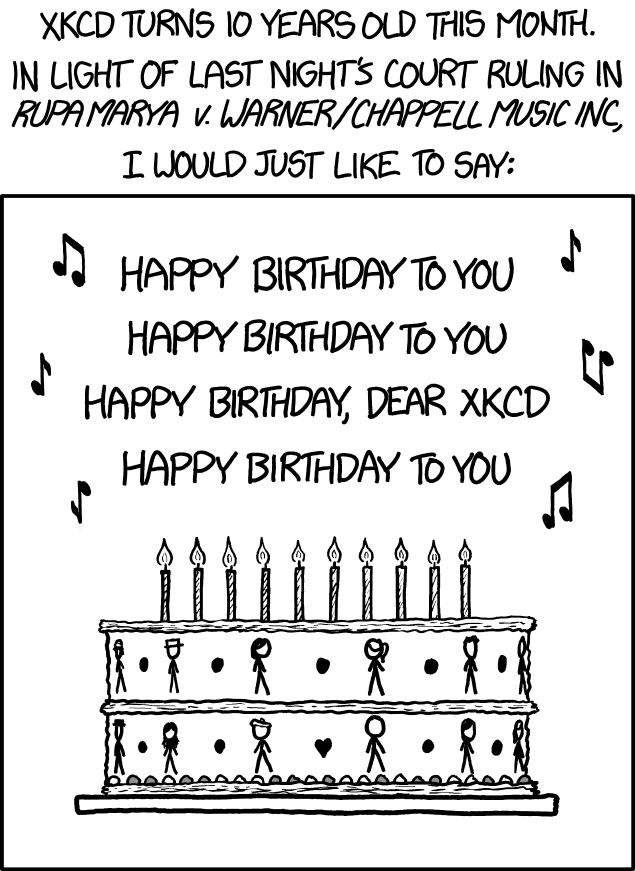 XKCD TURNS 10 YEARS OLD THIS MONTH.
IN LIGHT OF LAST NIGHT'S COURT RULING IN
RUPA MARYA V. WARNER/CHAPPELL MUSIC INC,
I WOULD JUST LIKE TO SAY:
HAPPY BIRTHDAY TO YOU
HAPPY BIRTHDAY TO YOU
HAPPY BIRTHDAY, DEAR XKCD
HAPPY BIRTHDAY TO YOU